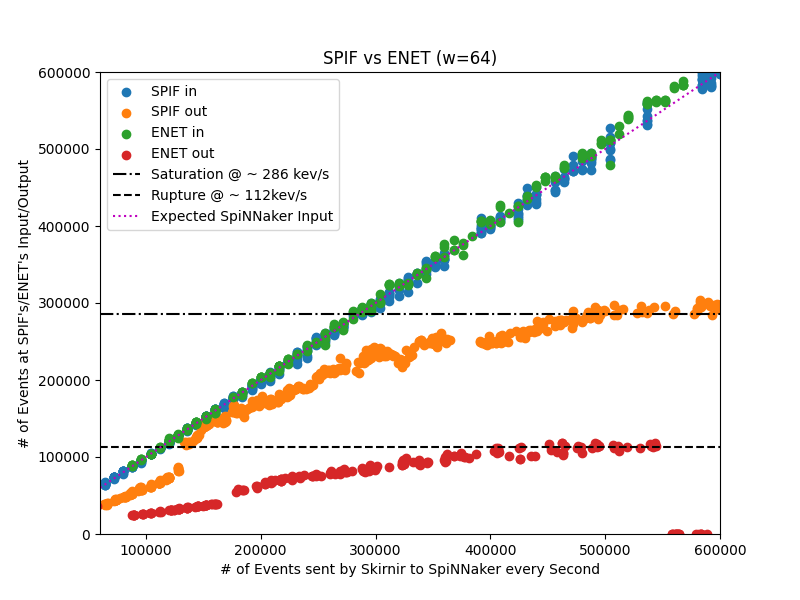 SPIF vs ENET (w=64)
600000
500000
400000
300000
200000
100000
0
# of Events at SPIF's/ENET's Input/Output
SPIF in
SPIF out
ENET in
ENET out
Saturation @ ~ 286 kev/s
Rupture @ ~ 112kev/s
Expected SpiNNaker Input
100000 200000 300000 400000 500000 600000
# of Events sent by Skirnir to SpiNNaker every Second